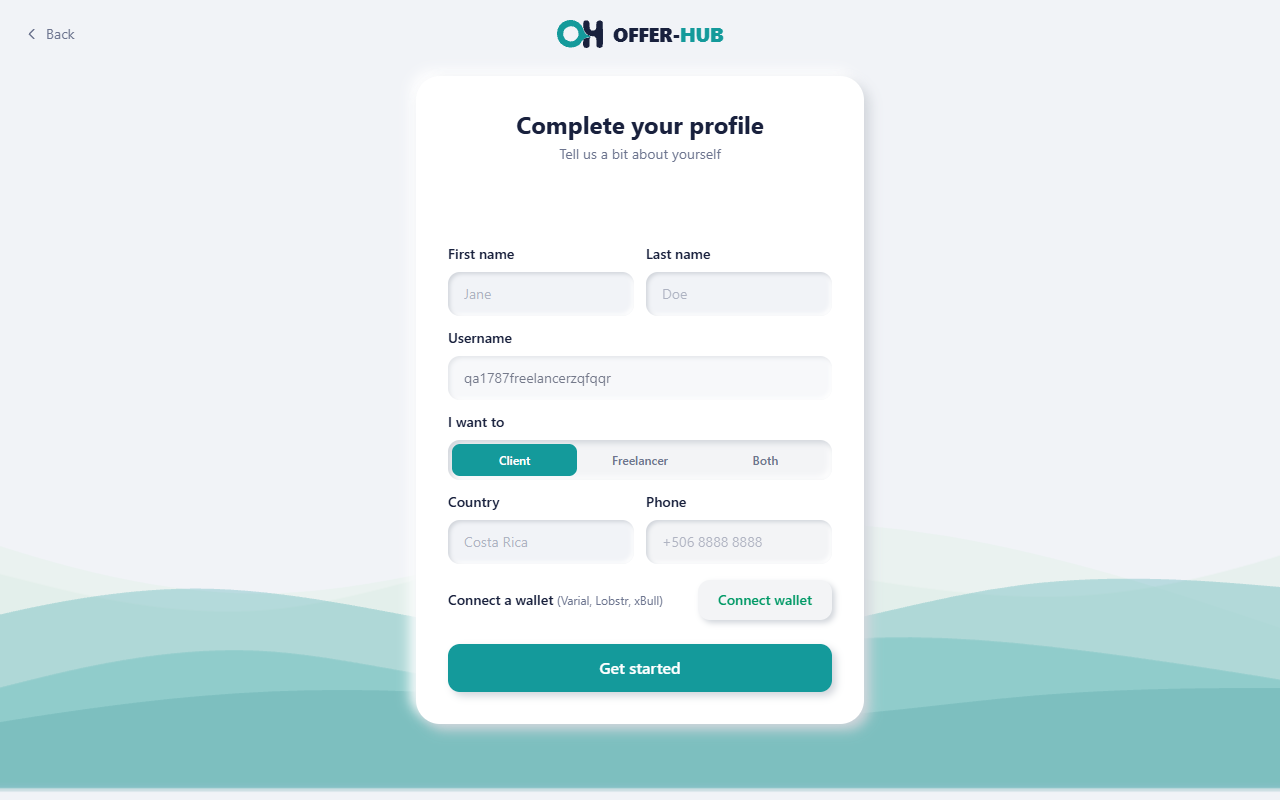 Back
OH OFFER-HUB
Complete your profile
Tell us a bit about yourself
First name
Last name
Jane
Doe
Username
qa1787freelancerzqfqqr
I want to
Client
Freelancer
Both
Country
Phone
Costa Rica
+506 8888 8888
Connect a wallet (Varial, Lobstr, xBull)
Connect wallet
Get started